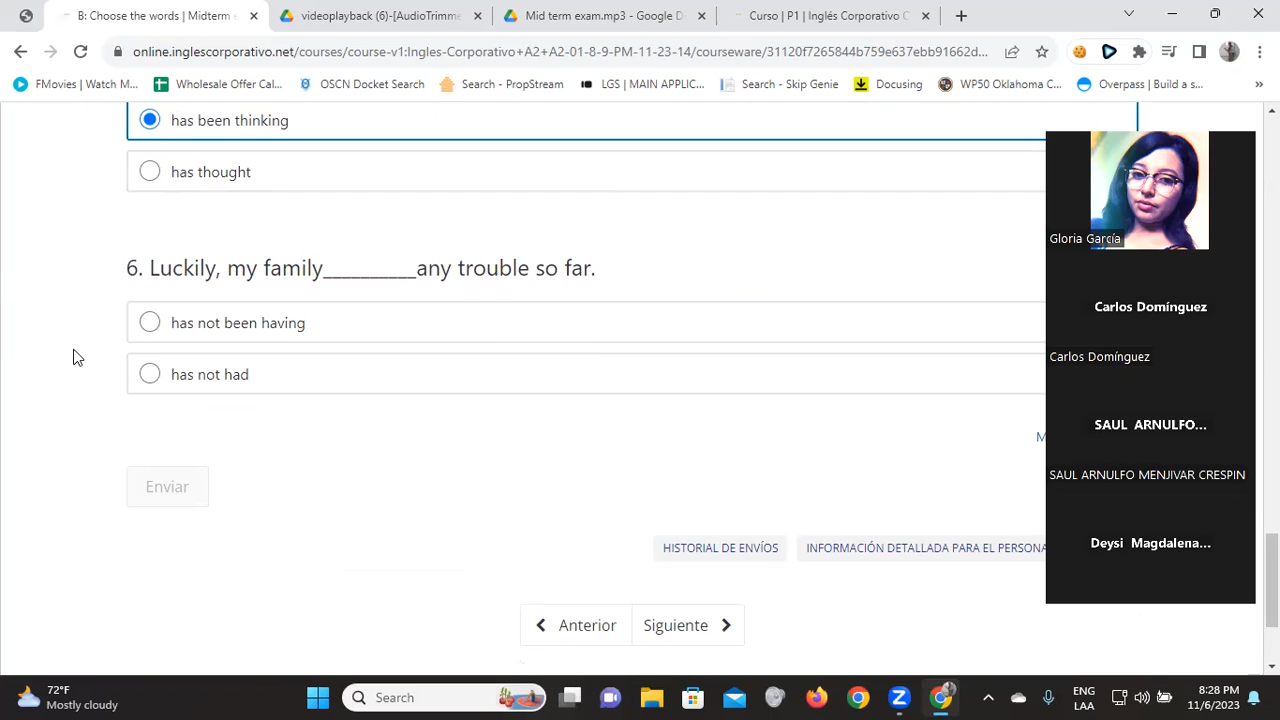 B: Choose the words | Midterm e
videoplayback (6)-[AudioTrimme
Mid term exam.mp3 - Google D
Curso | P1 | Inglés Corporativo C
online.inglescorporativo.net/courses/course-v1:Ingles-Corporativo+A2+A2-01-8-9-PM-11-23-14/courseware/31120f7265844b759e637ebb91662d...
FMovies | Watch M...
Wholesale Offer Cal...
OSCN Docket Search
Search - PropStream
LGS | MAIN APPLIC...
Search - Skip Genie
Docusing
WP50 Oklahoma C...
Overpass | Build a s...
»
has been thinking
has thought
Gloria García
6. Luckily, my family__________any trouble so far.
has not been having
has not had
Carlos Domínguez
Carlos Domínguez
SAUL ARNULFO...
SAUL ARNULFO MENJIVAR CRESPIN
Deysi Magdalena...
M
Enviar
HISTORIAL DE ENVÍOS
INFORMACIÓN DETALLADA PARA EL PERSONA
Anterior
Siguiente
72°F
Mostly cloudy
Search
ENG
LAA
8:28 PM
11/6/2023